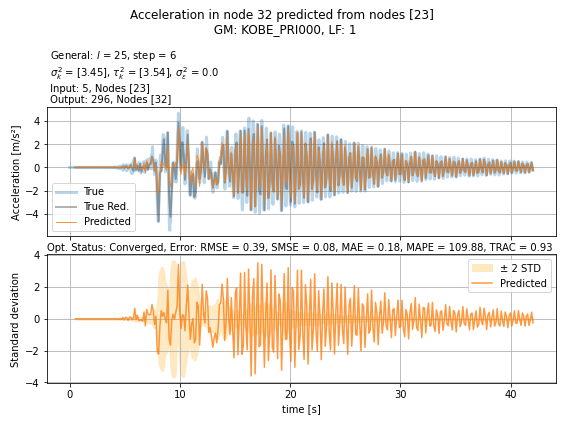 Acceleration in node 32 predicted from nodes [23]
GM: KOBE_PRI000, LF: 1
General: l = 25, step = 6
σ²ₖ = [3.45], τ²ₖ = [3.54], σ²ε = 0.0
Input: 5, Nodes [23]
Output: 296, Nodes [32]
Acceleration [m/s²]
4
2
0
−2
−4
True
True Red.
Predicted
Opt. Status: Converged, Error: RMSE = 0.39, SMSE = 0.08, MAE = 0.18, MAPE = 109.88, TRAC = 0.93
Standard deviation
4
2
0
−2
−4
± 2 STD
Predicted
0 10 20 30 40
time [s]